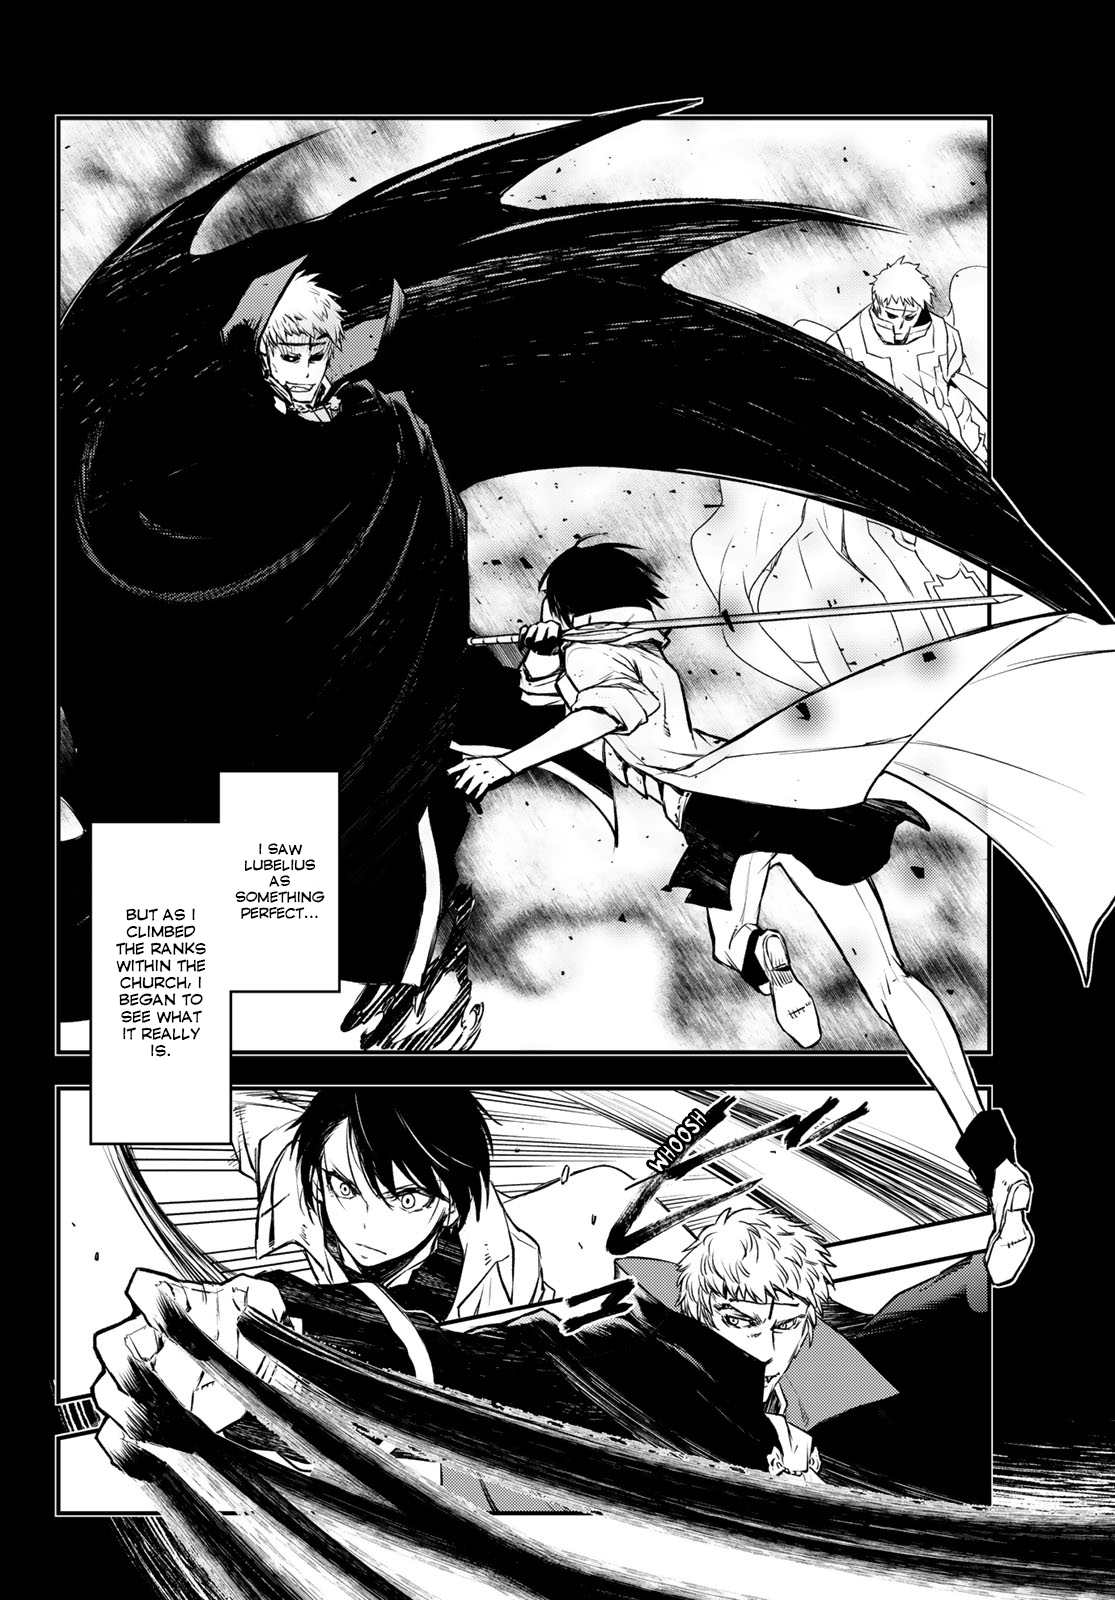 I SAW
LUBELIUS
AS
SOMETHING
PERFECT...
BUT AS I
CLIMBED
THE RANKS
WITHIN THE
CHURCH, I
BEGAN TO
SEE WHAT
IT REALLY
IS.
WHOOSH